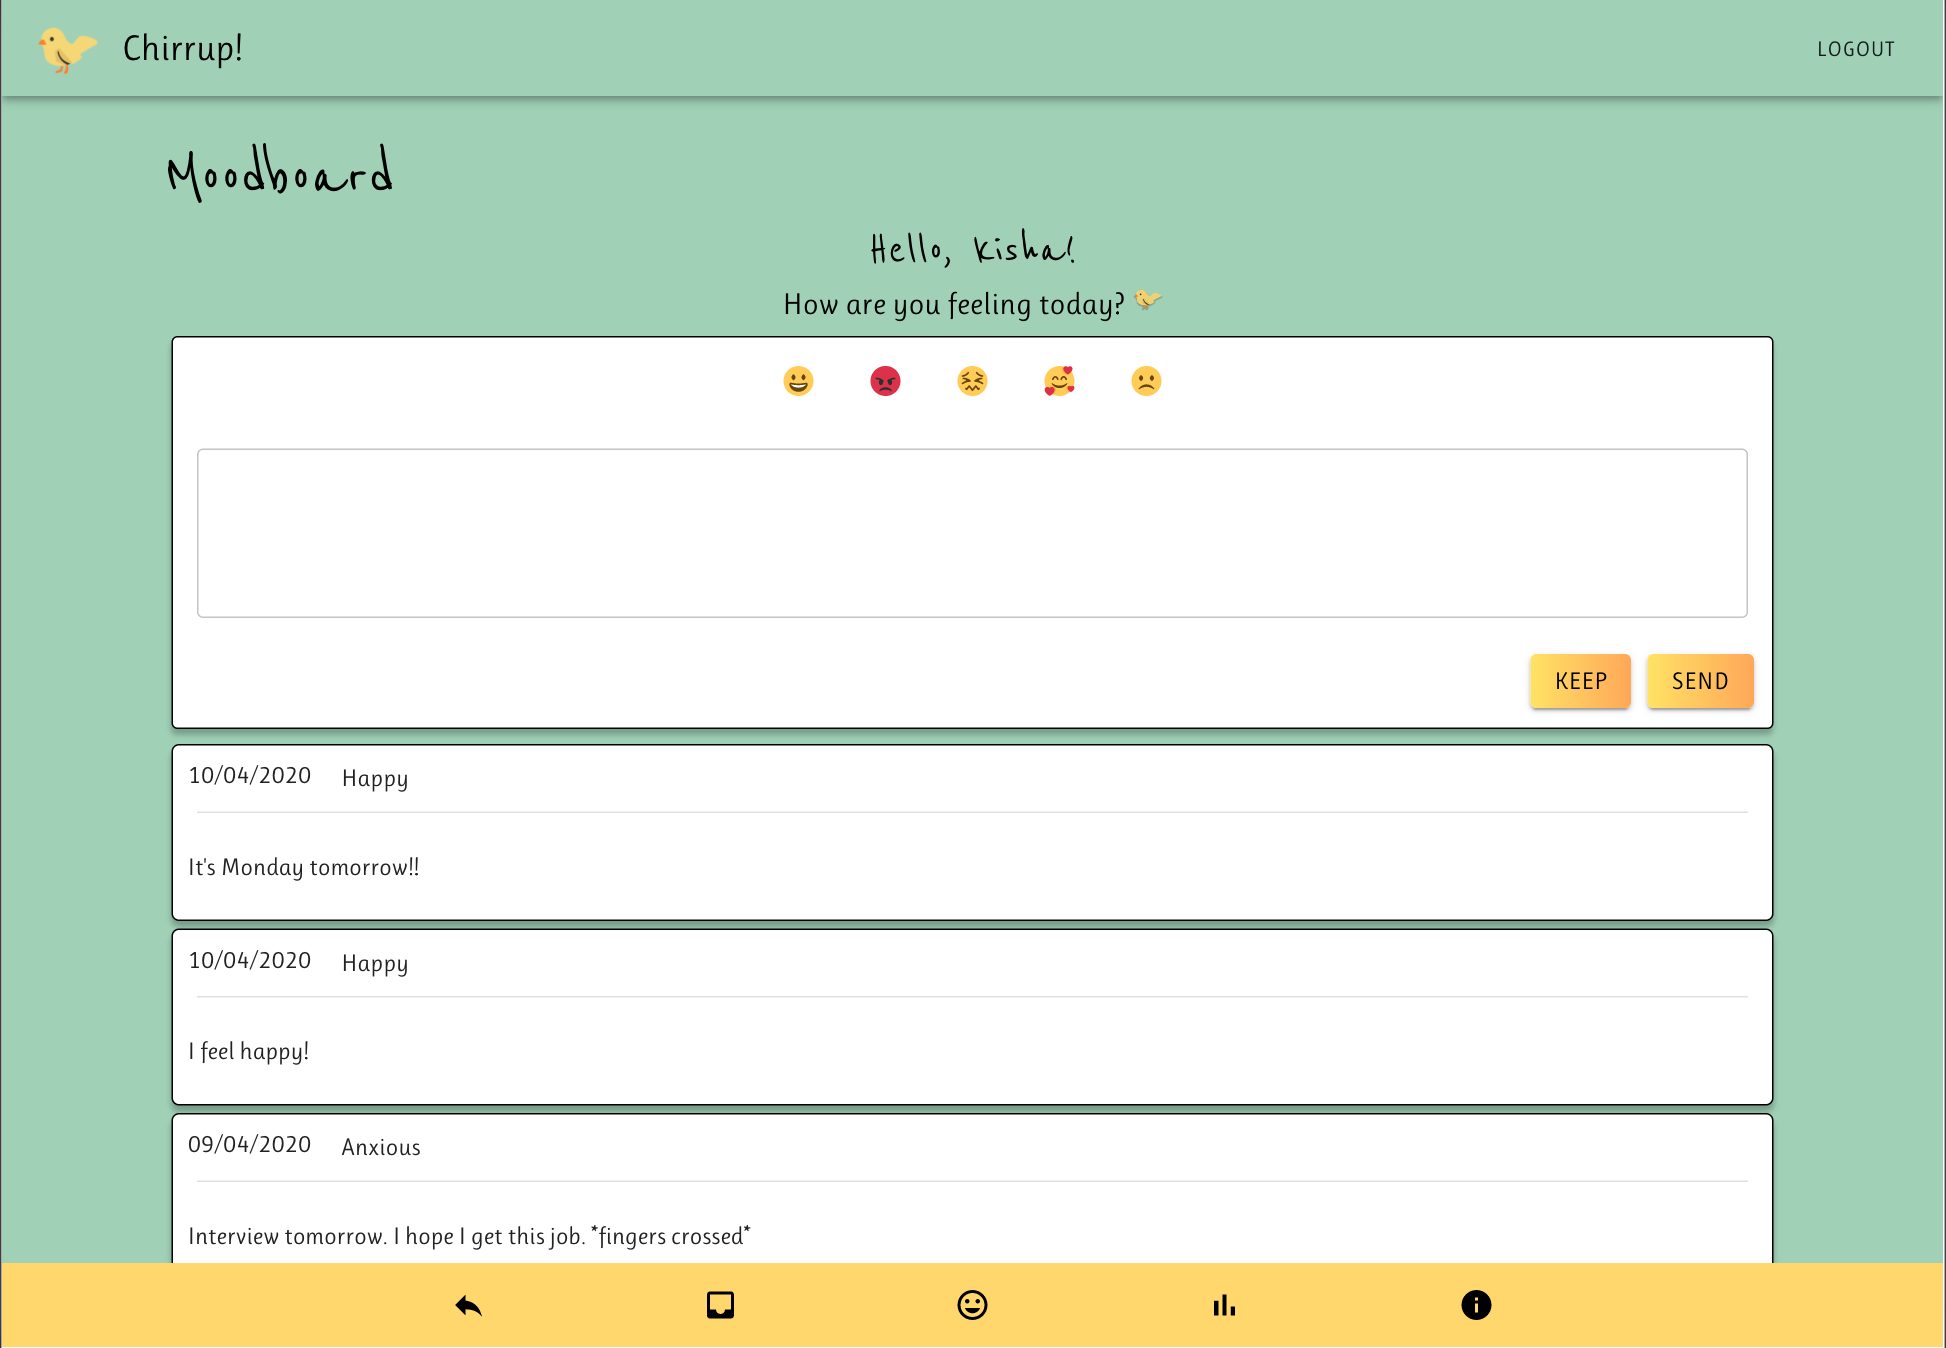 Chirrup!
LOGOUT
Moodboard
Hello, Kisha!
How are you feeling today?
KEEP
SEND
10/04/2020 Happy
It's Monday tomorrow!!
10/04/2020 Happy
I feel happy!
09/04/2020 Anxious
Interview tomorrow. I hope I get this job. *fingers crossed*